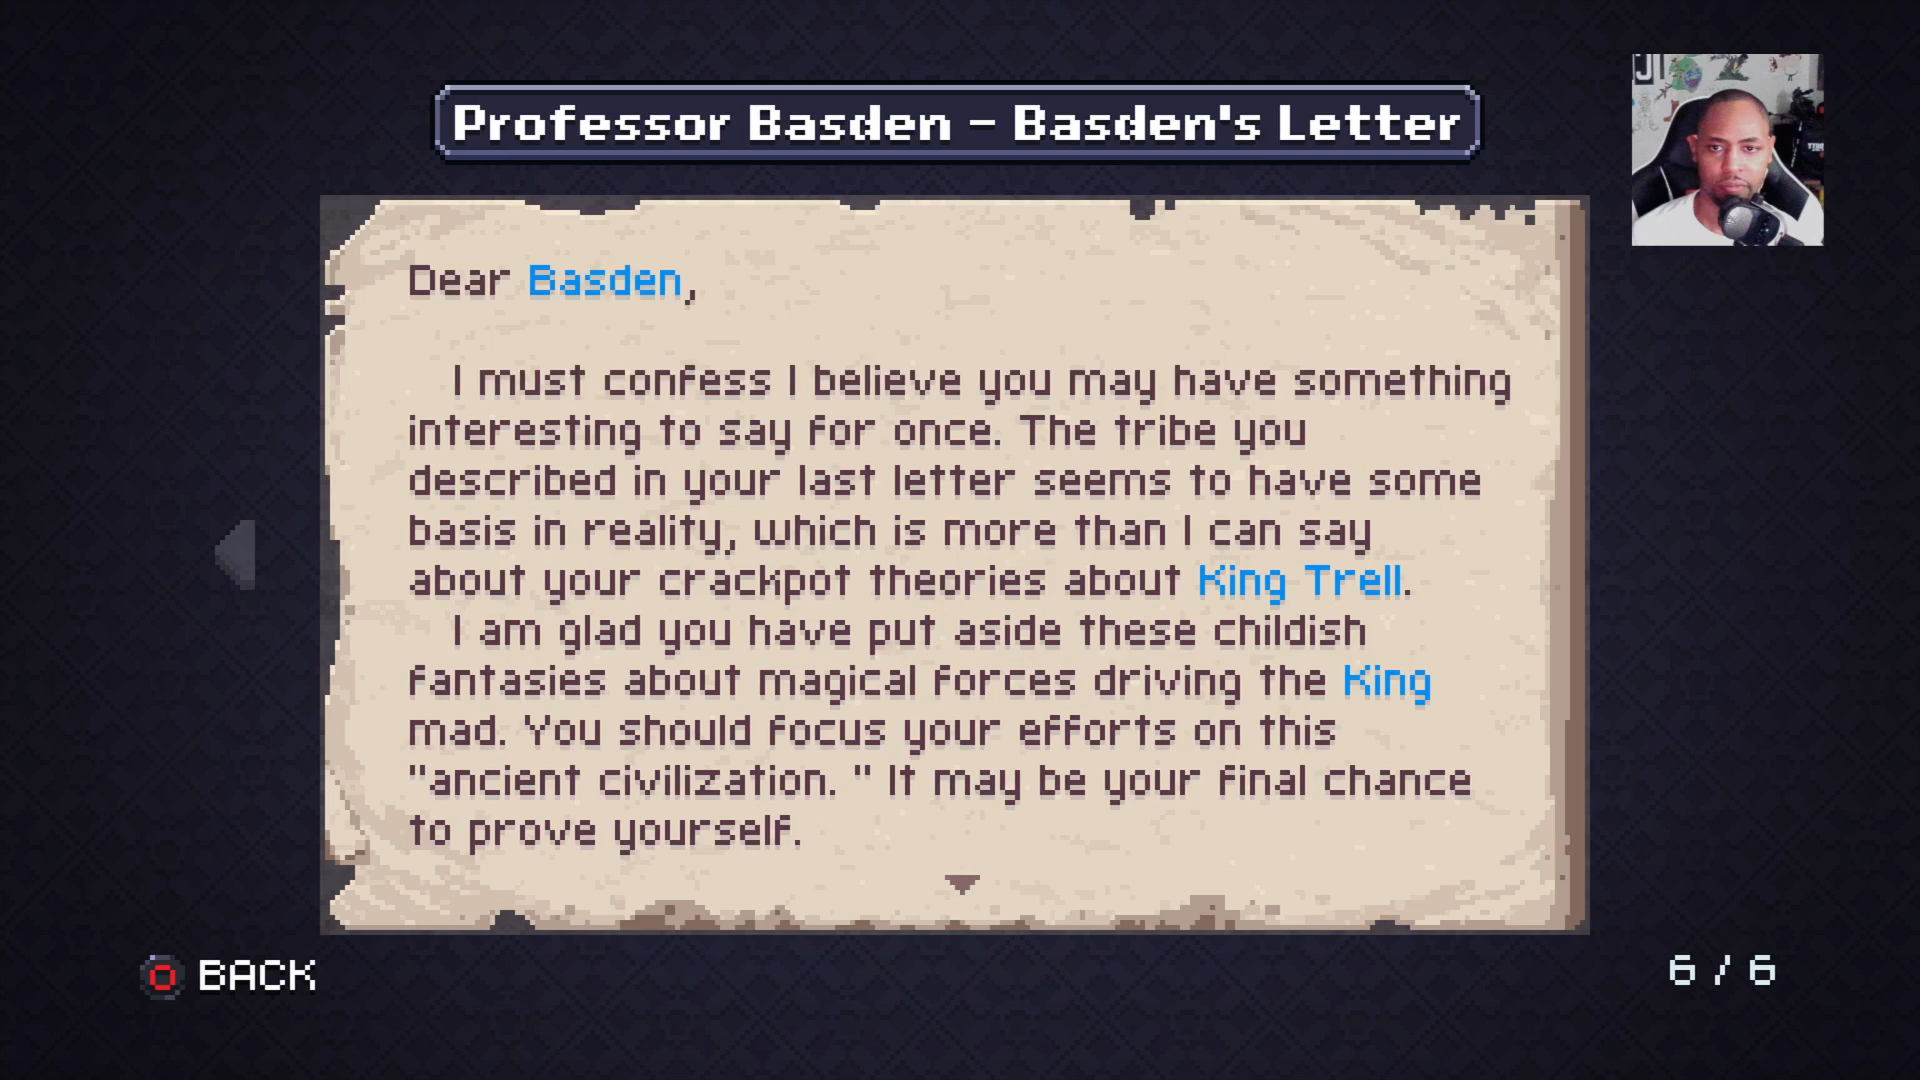 Professor Basden - Basden's Letter
JI
Dear Basden,
I must confess I believe you may have something
interesting to say for once. The tribe you
described in your last letter seems to have some
basis in reality, which is more than I can say
about your crackpot theories about King Trell.
I am glad you have put aside these childish
fantasies about magical forces driving the King
mad. You should focus your efforts on this
"ancient civilization. " It may be your final chance
to prove yourself.
BACK
6 / 6